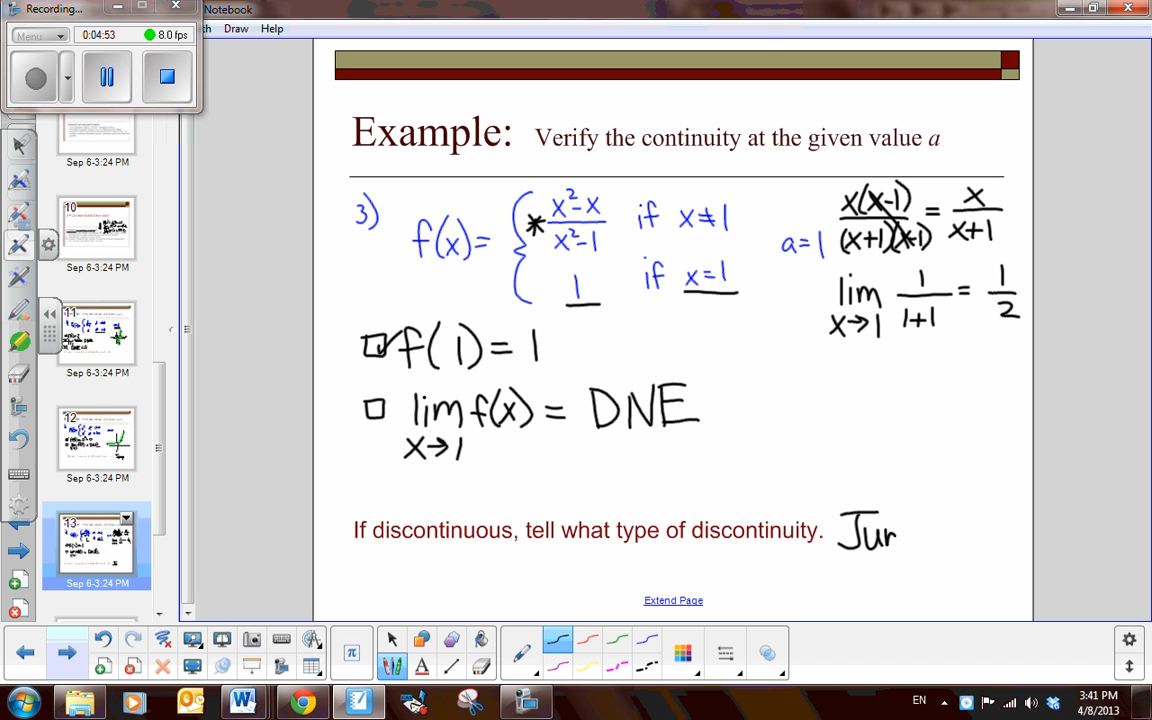 Recording...
Notebook
Menu
0:04:53
8.0 fps
Draw Help
Sep 6-3:24 PM
10
Sep 6-3:24 PM
11
Sep 6-3:24 PM
12
Sep 6-3:24 PM
13
Sep 6-3:24 PM
Example: Verify the continuity at the given value a
3) f(x)= { * x²-x / x²-1 if x≠1
1 if x=1
a=1
x(x-1) / (x+1)(x-1) = x / x+1
lim x→1 1 / 1+1 = 1 / 2
f(1) = 1
lim f(x) = DNE
x→1
If discontinuous, tell what type of discontinuity. Jur
Extend Page
π
A
W
EN
3:41 PM
4/8/2013